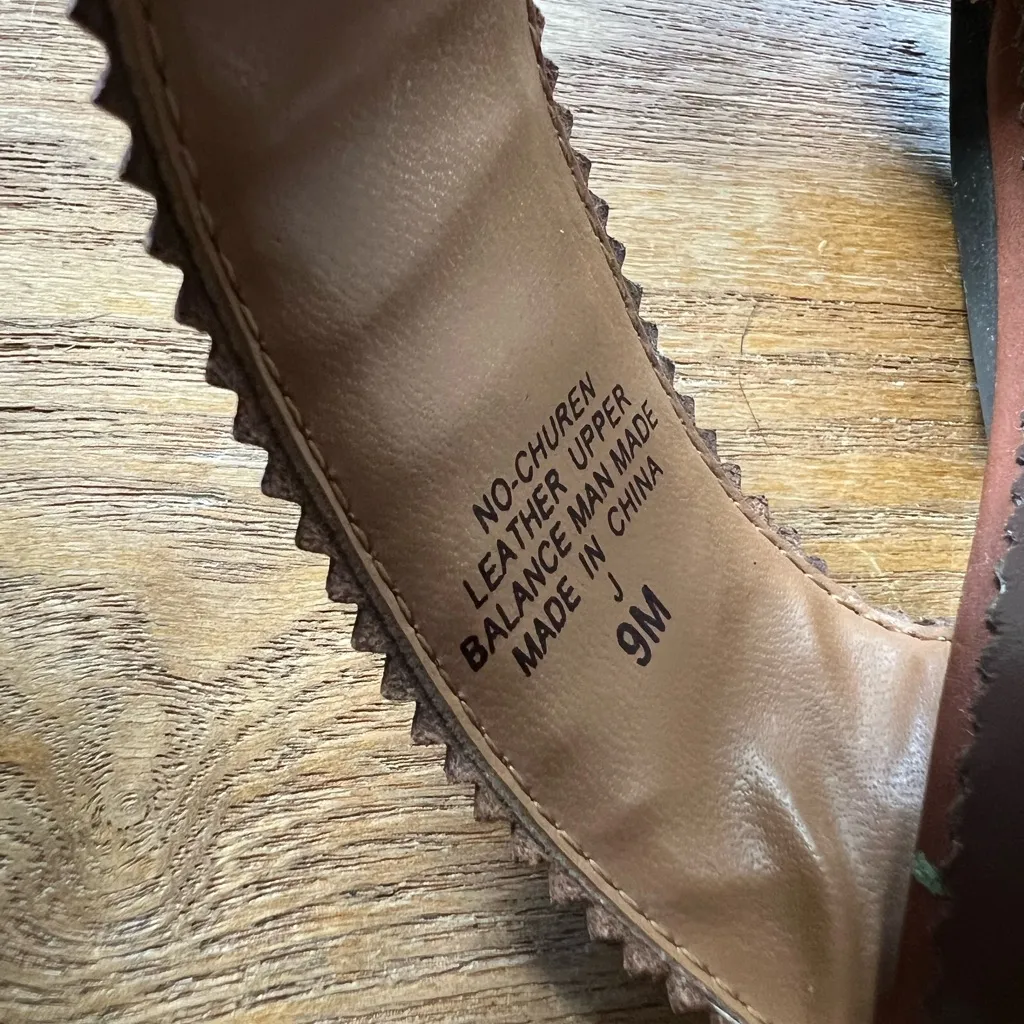 NO-CHUREN
LEATHER UPPER
BALANCE MAN MADE
MADE IN CHINA
J
9M